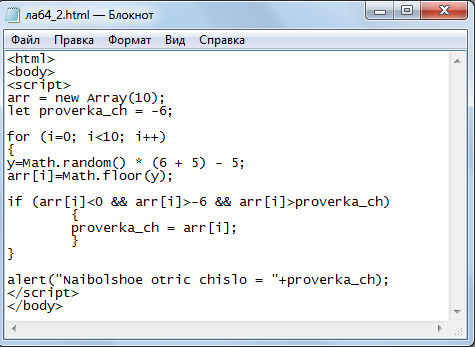 ла64_2.html — Блокнот
Файл Правка Формат Вид Справка
<html>
<body>
<script>
arr = new Array(10);
let proverka_ch = -6;
for (i=0; i<10; i++)
{
y=Math.random() * (6 + 5) - 5;
arr[i]=Math.floor(y);
if (arr[i]<0 && arr[i]>-6 && arr[i]>proverka_ch)
{
proverka_ch = arr[i];
}
}
alert("Naibolshoe otric chislo = "+proverka_ch);
</script>
</body>